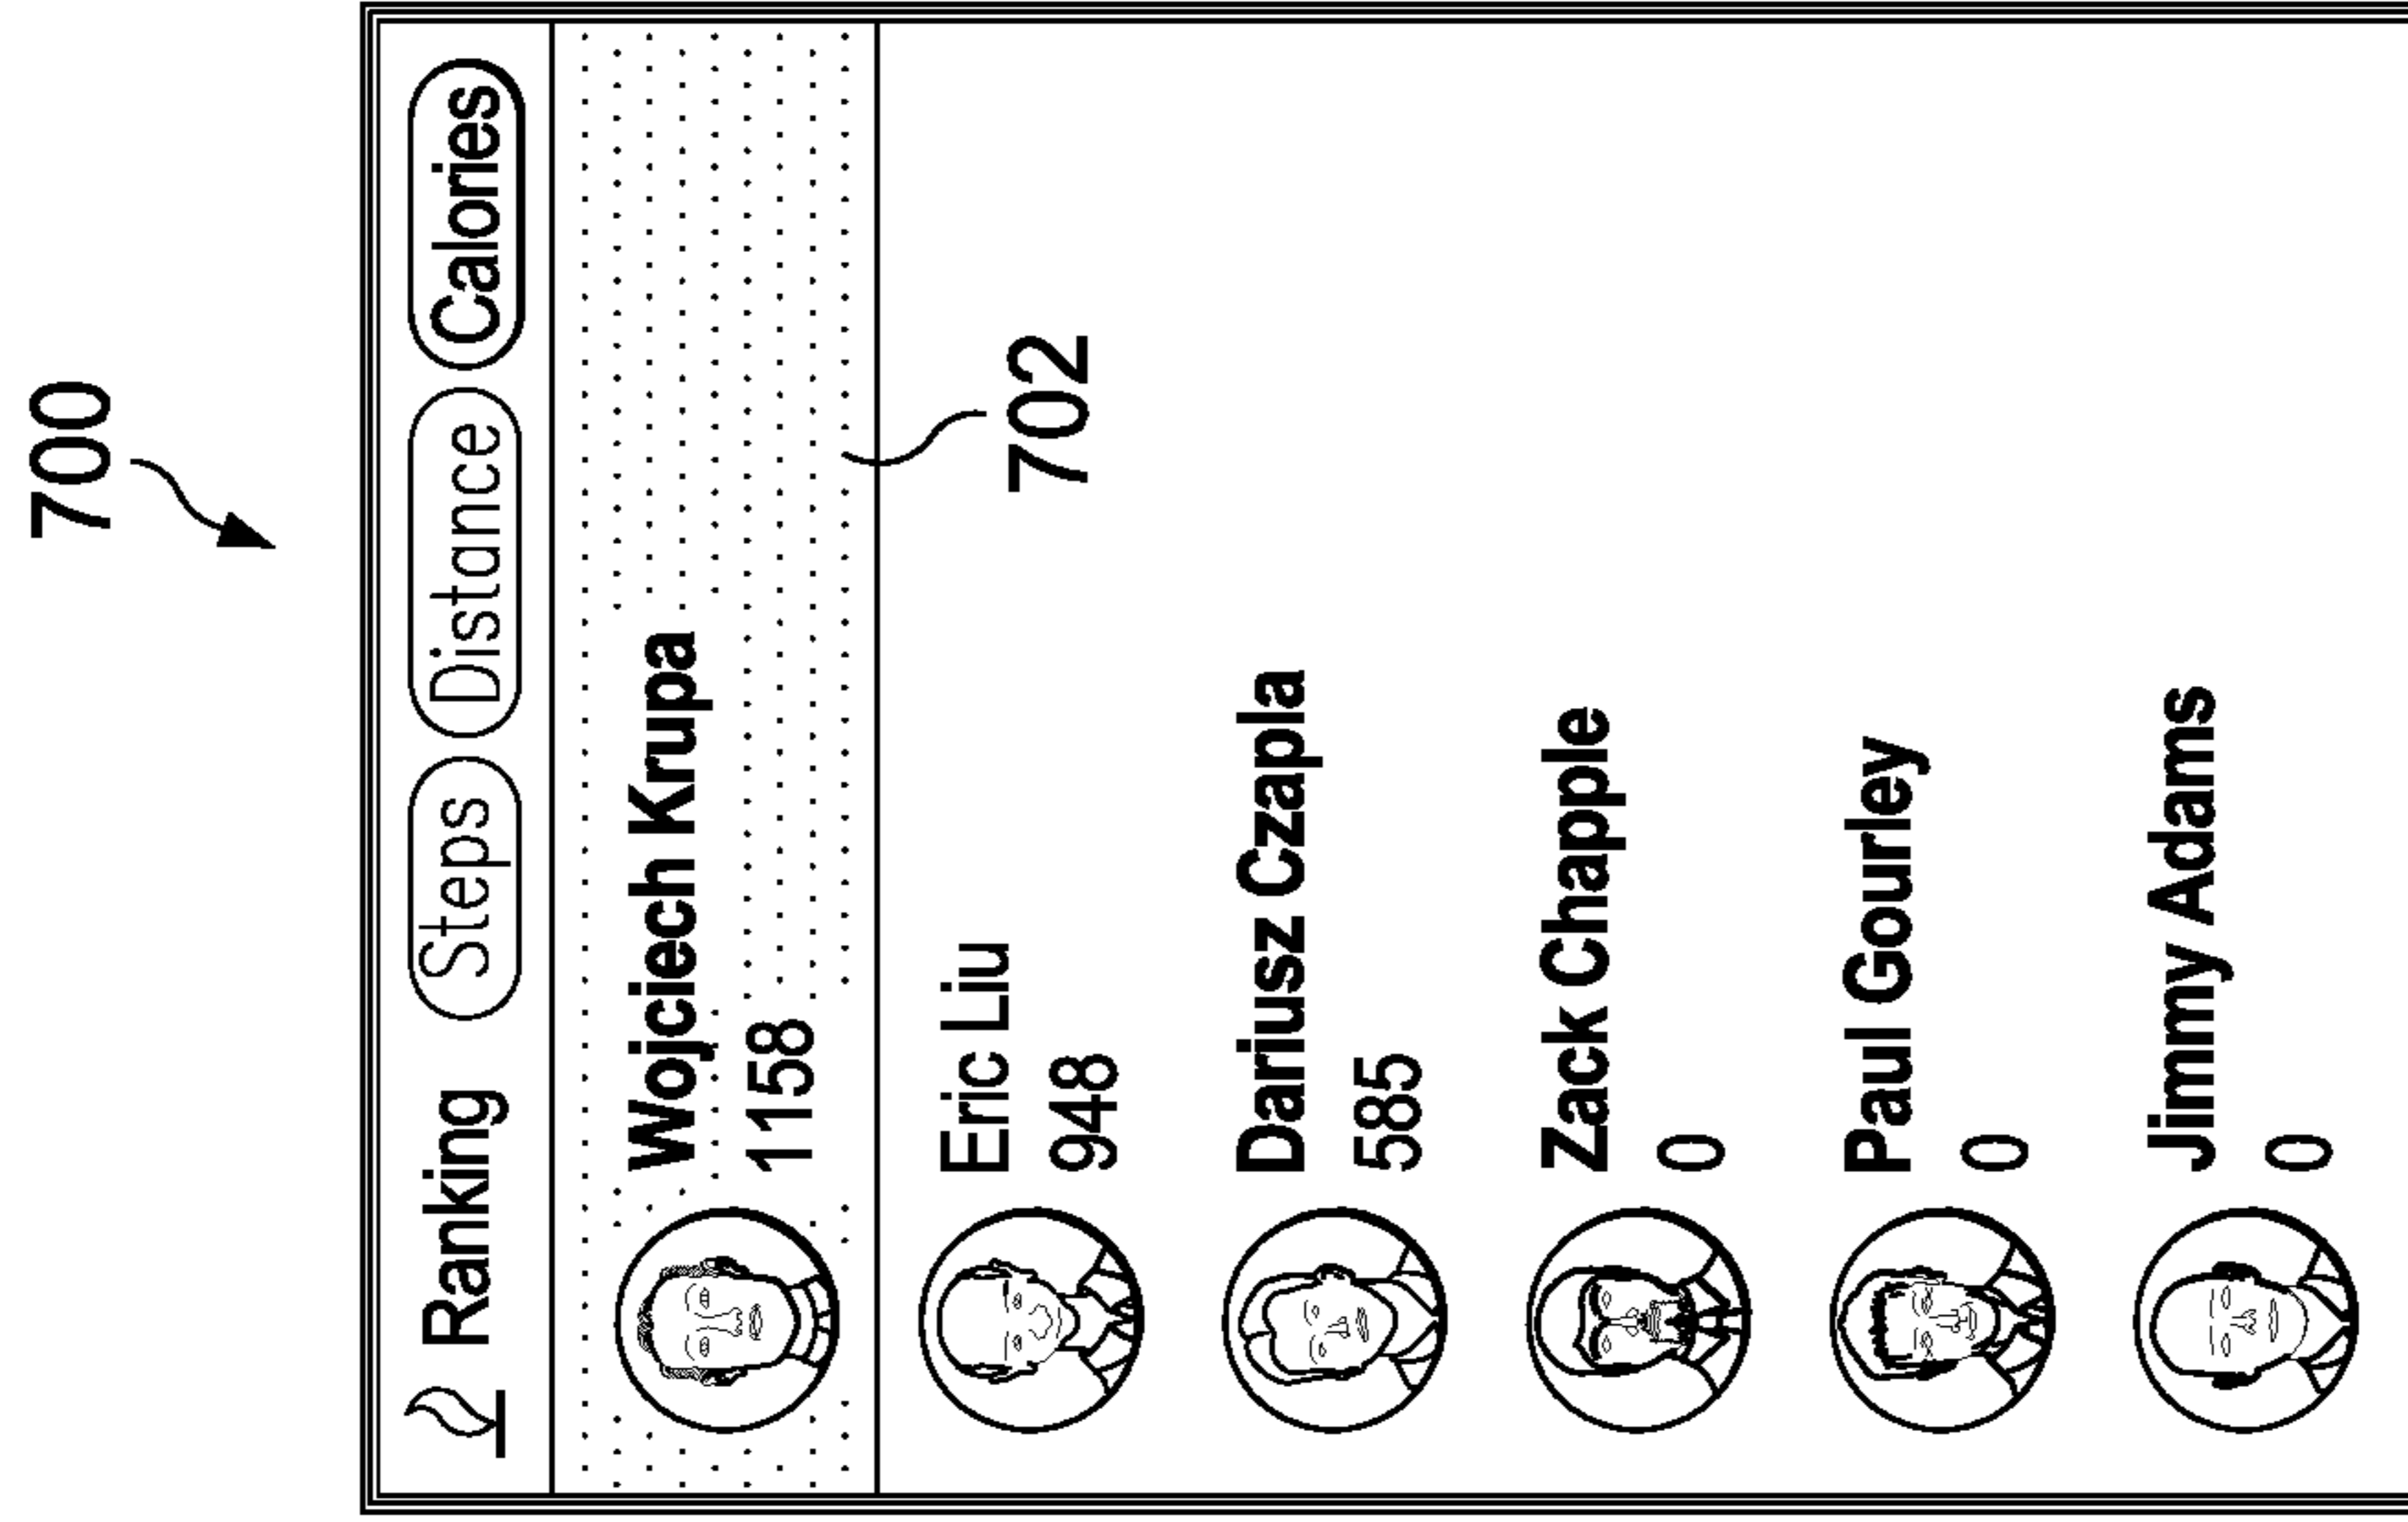 700
Ranking Steps Distance Calories
Wojciech Krupa
1158
702
Eric Liu
948
Dariusz Czapla
585
Zack Chapple
0
Paul Gourley
0
Jimmy Adams
0